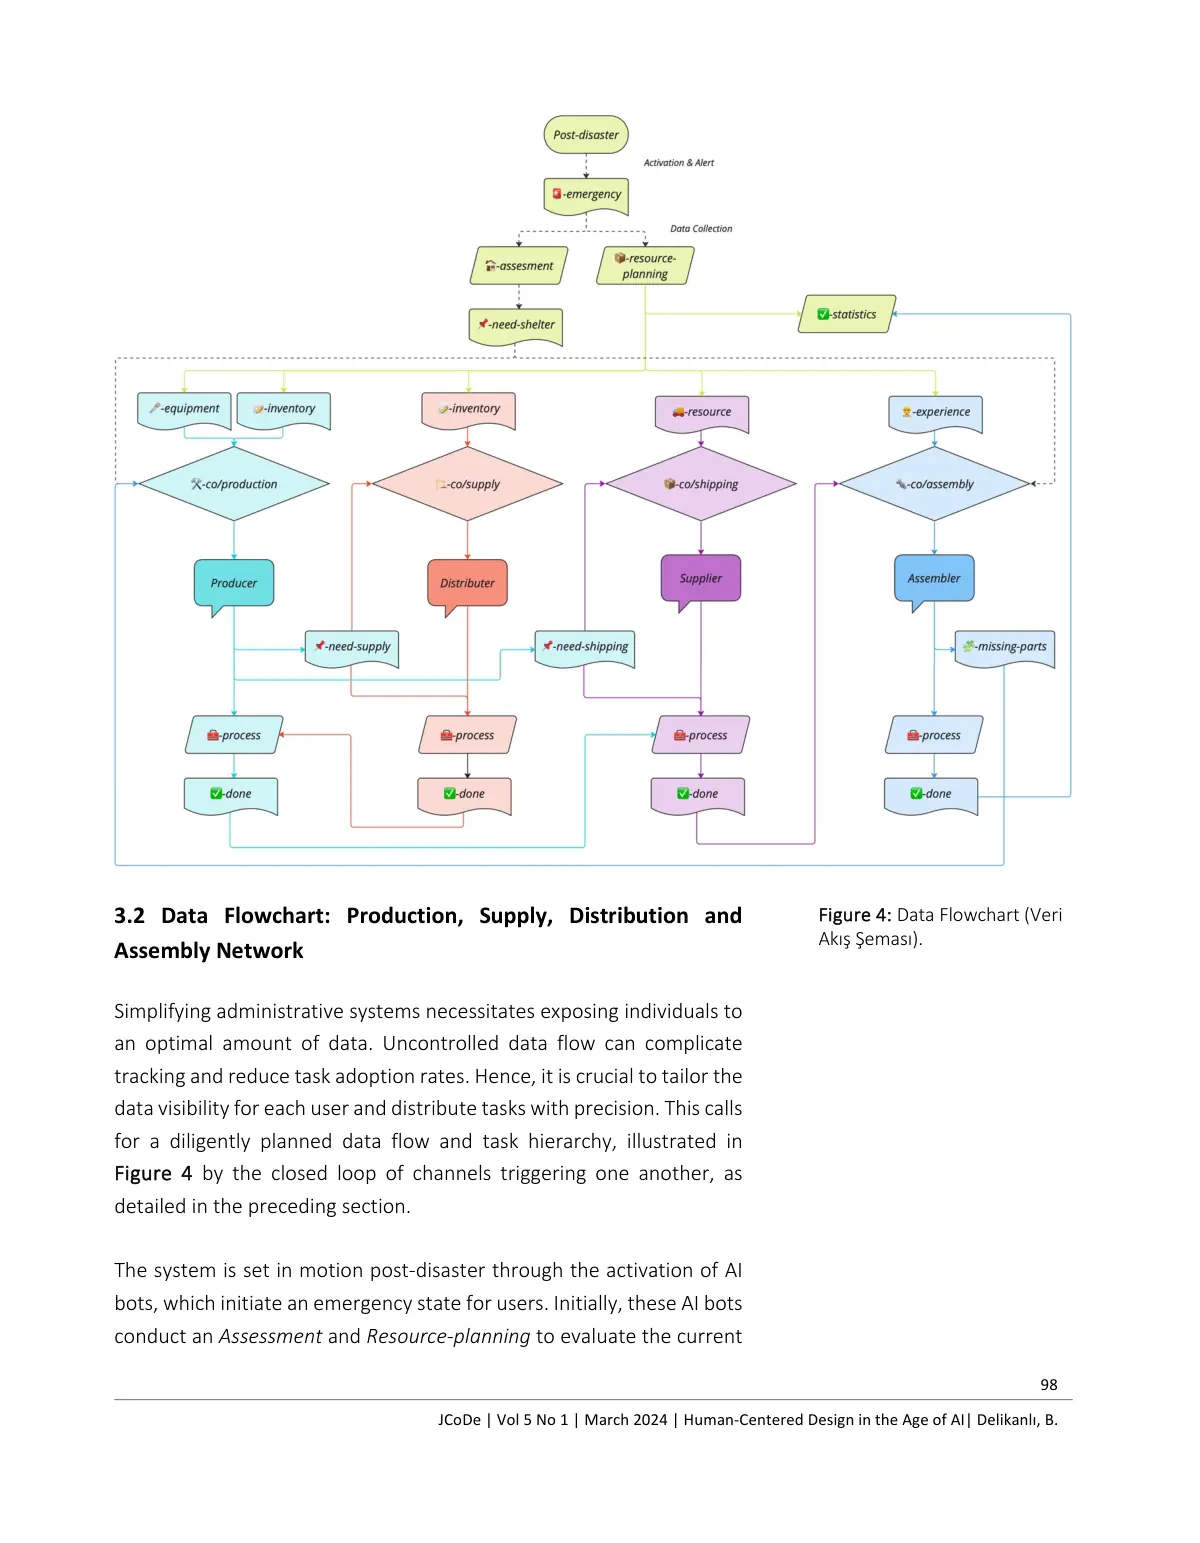 Post-disaster
Activation & Alert
🚨-emergency
Data Collection
🏚-assesment
📦-resource-
planning
✅-statistics
📌-need-shelter
-equipment
📝-inventory
📝-inventory
🚚-resource
👷-experience
🛠-co/production
🏗-co/supply
📦-co/shipping
🔩-co/assembly
Producer
Distributer
Supplier
Assembler
📌-need-supply
📌-need-shipping
🧩-missing-parts
🧰-process
🧰-process
🧰-process
🧰-process
✅-done
✅-done
✅-done
✅-done
3.2 Data Flowchart: Production, Supply, Distribution and
Assembly Network
Figure 4: Data Flowchart (Veri
Akış Şeması).
Simplifying administrative systems necessitates exposing individuals to
an optimal amount of data. Uncontrolled data flow can complicate
tracking and reduce task adoption rates. Hence, it is crucial to tailor the
data visibility for each user and distribute tasks with precision. This calls
for a diligently planned data flow and task hierarchy, illustrated in
Figure 4 by the closed loop of channels triggering one another, as
detailed in the preceding section.
The system is set in motion post-disaster through the activation of AI
bots, which initiate an emergency state for users. Initially, these AI bots
conduct an Assessment and Resource-planning to evaluate the current
98
JCoDe | Vol 5 No 1 | March 2024 | Human-Centered Design in the Age of AI| Delikanlı, B.